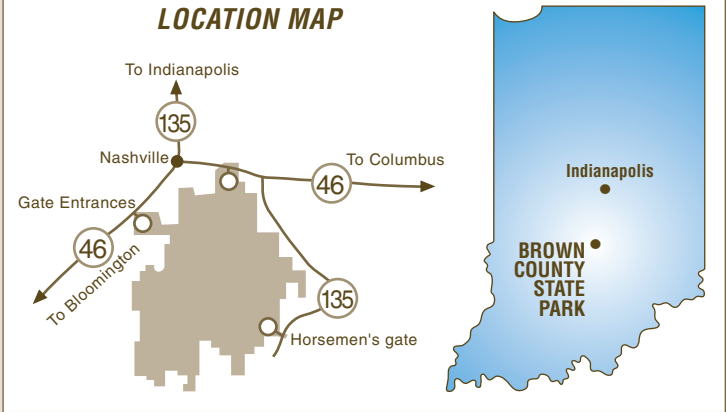 LOCATION MAP
To Indianapolis
135
Nashville
To Columbus
46
Gate Entrances
46
To Bloomington
135
Horsemen's gate
Indianapolis
BROWN
COUNTY
STATE
PARK